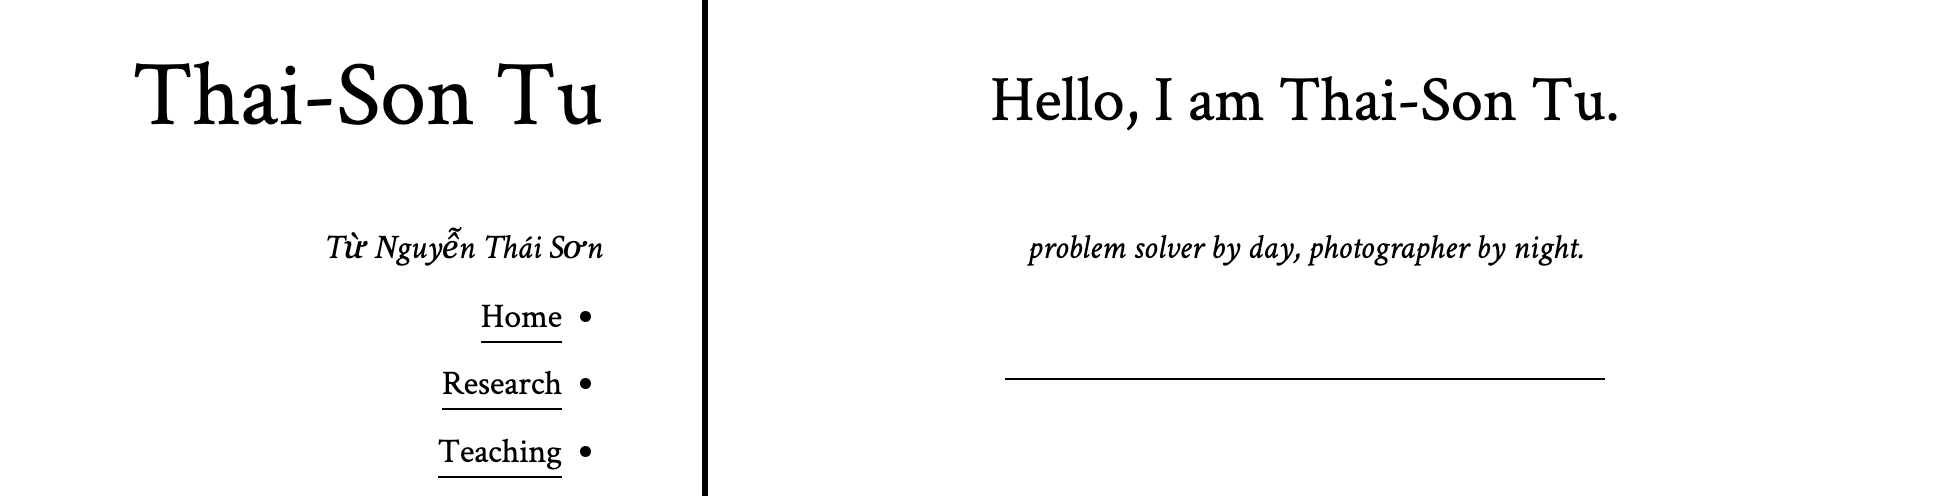 Thai-Son Tu
Từ Nguyễn Thái Sơn
Home
Research
Teaching
Hello, I am Thai-Son Tu.
problem solver by day, photographer by night.